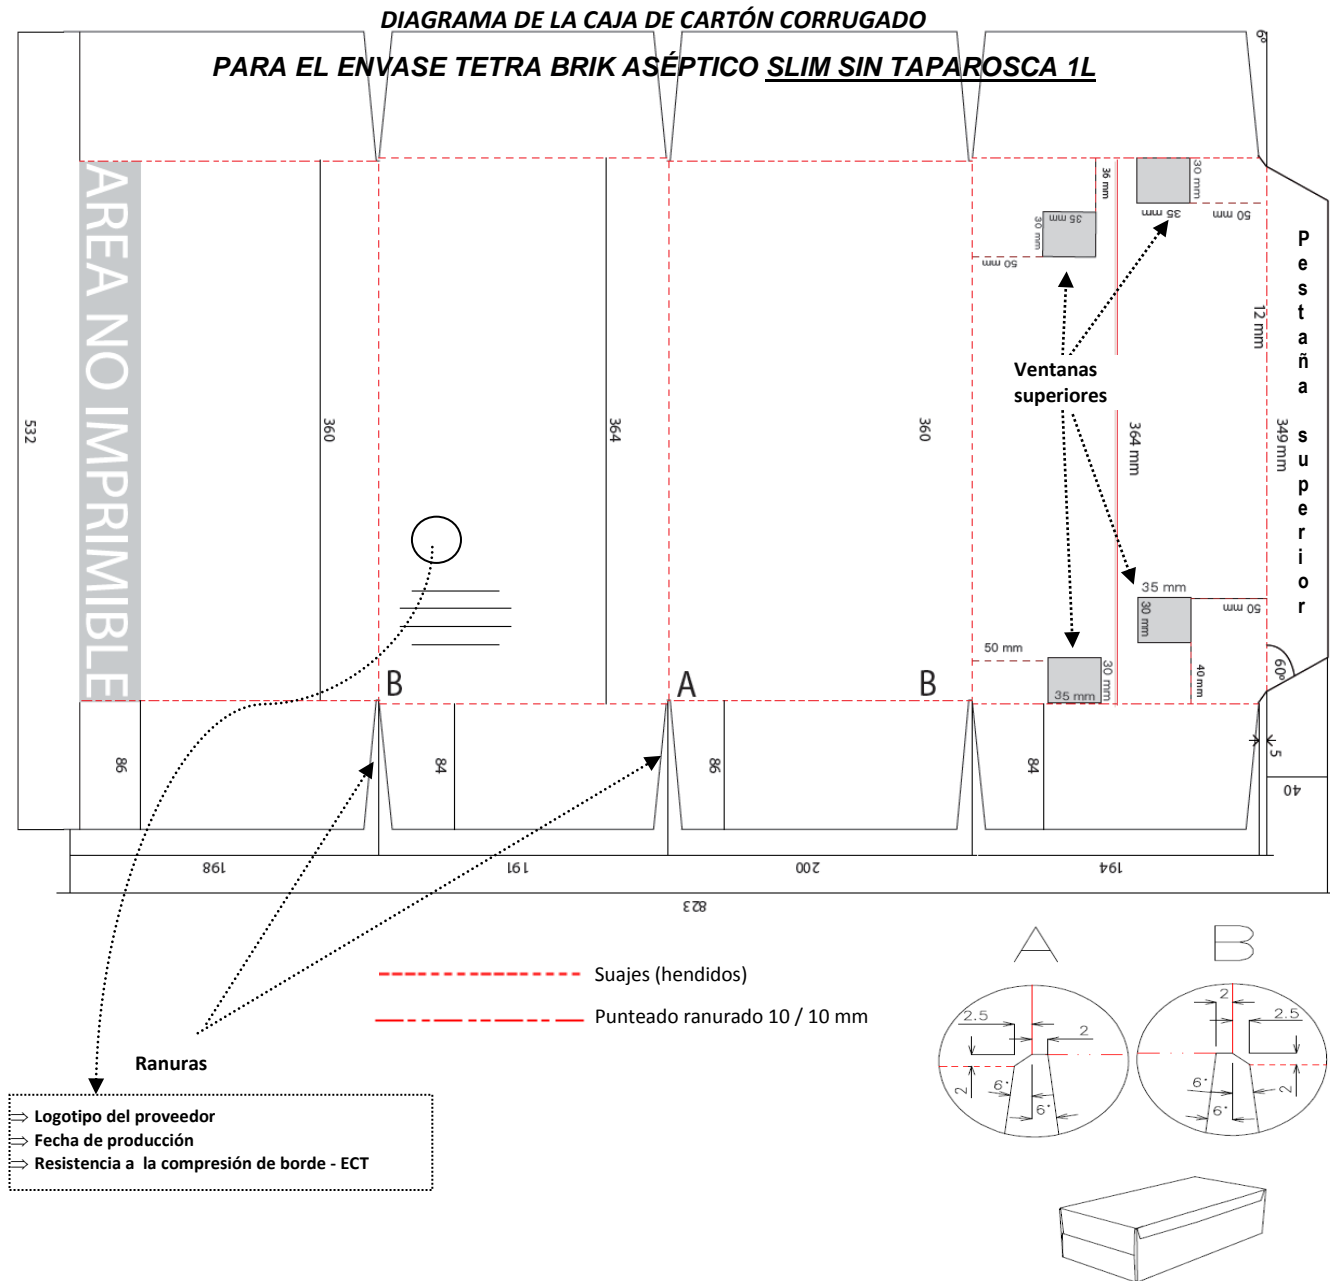 DIAGRAMA DE LA CAJA DE CARTÓN CORRUGADO
PARA EL ENVASE TETRA BRIK ASÉPTICO SLIM SIN TAPAROSCA 1L
6º
AREA NO IMPRIMIBLE
532
360
364
360
364 mm
349 mm
12 mm
36 mm
30 mm
35 mm
50 mm
30 mm
35 mm
50 mm
Pestaña superior
Ventanas
superiores
35 mm
30 mm
50 mm
40 mm
50 mm
30 mm
35 mm
60º
B
A
B
86
84
86
84
5
40
198
191
200
194
823
Suajes (hendidos)
Punteado ranurado 10 / 10 mm
Ranuras
⇒ Logotipo del proveedor
⇒ Fecha de producción
⇒ Resistencia a la compresión de borde - ECT
A
2.5
2
2
6°
6°
B
2
2.5
2
6°
6°